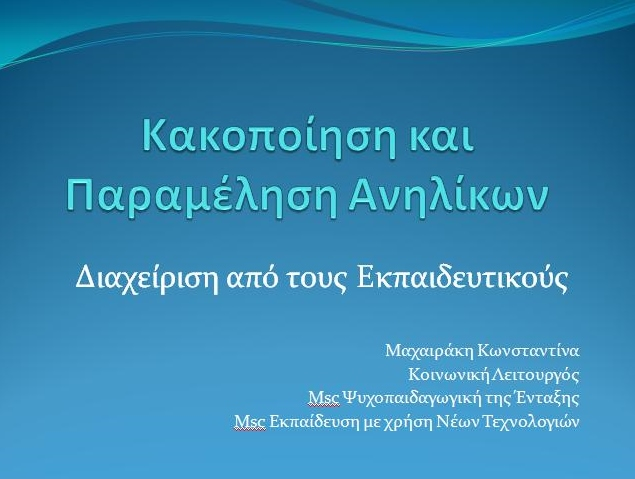 Κακοποίηση και
Παραμέληση Ανηλίκων
Διαχείριση από τους Εκπαιδευτικούς
Μαχαιράκη Κωνσταντίνα
Κοινωνική Λειτουργός
Msc Ψυχοπαιδαγωγική της Ένταξης
Msc Εκπαίδευση με χρήση Νέων Τεχνολογιών